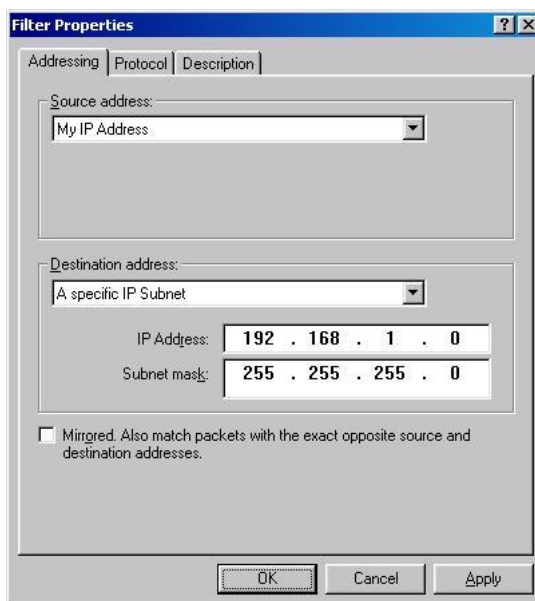 Filter Properties
Addressing Protocol Description
Source address:
My IP Address
Destination address:
A specific IP Subnet
IP Address: 192 . 168 . 1 . 0
Subnet mask: 255 . 255 . 255 . 0
Mirrored. Also match packets with the exact opposite source and
destination addresses.
OK Cancel Apply